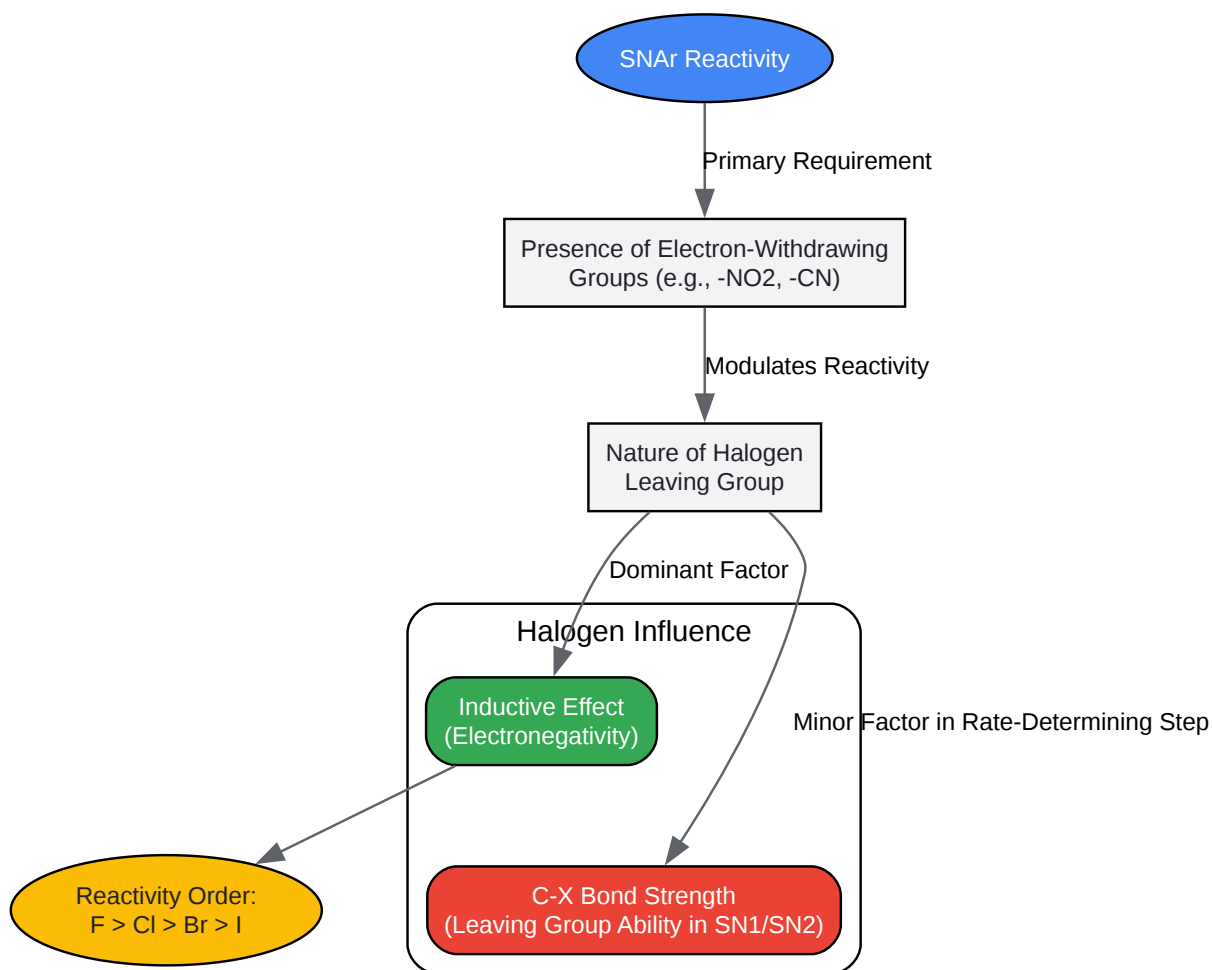 SNAr Reactivity
Primary Requirement
Presence of Electron-Withdrawing
Groups (e.g., -NO2, -CN)
Modulates Reactivity
Nature of Halogen
Leaving Group
Dominant Factor
Halogen Influence
Inductive Effect
(Electronegativity)
Minor Factor in Rate-Determining Step
Reactivity Order:
F > Cl > Br > I
C-X Bond Strength
(Leaving Group Ability in SN1/SN2)